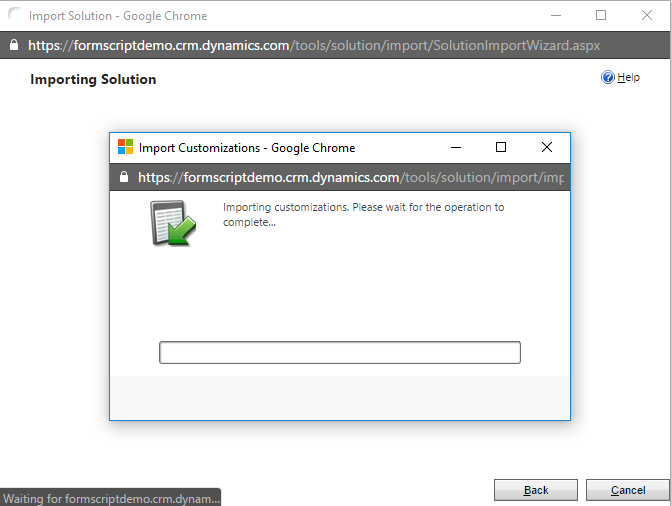 Import Solution - Google Chrome
https://formscriptdemo.crm.dynamics.com/tools/solution/import/SolutionImportWizard.aspx
Importing Solution
Help
Import Customizations - Google Chrome
https://formscriptdemo.crm.dynamics.com/tools/solution/import/imp
Importing customizations. Please wait for the operation to
complete...
Back
Cancel
Waiting for formscriptdemo.crm.dynam...